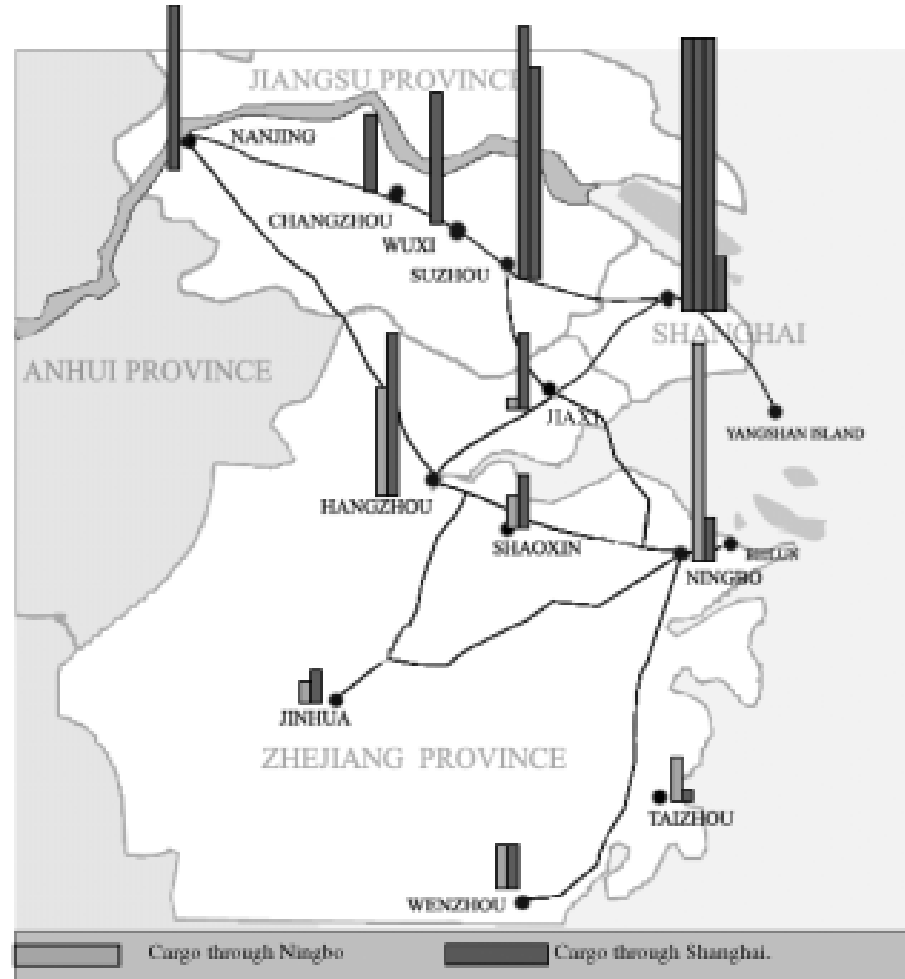 JIANGSU PROVINCE
NANJING
CHANGZHOU
WUXI
SUZHOU
SHANGHAI
ANHUI PROVINCE
JIAXI
YANGSHAN ISLAND
HANGZHOU
SHAOXIN
NINGBO
JINHUA
ZHEJIANG PROVINCE
TAIZHOU
WENZHOU
Cargo through Ningbo
Cargo through Shanghai.